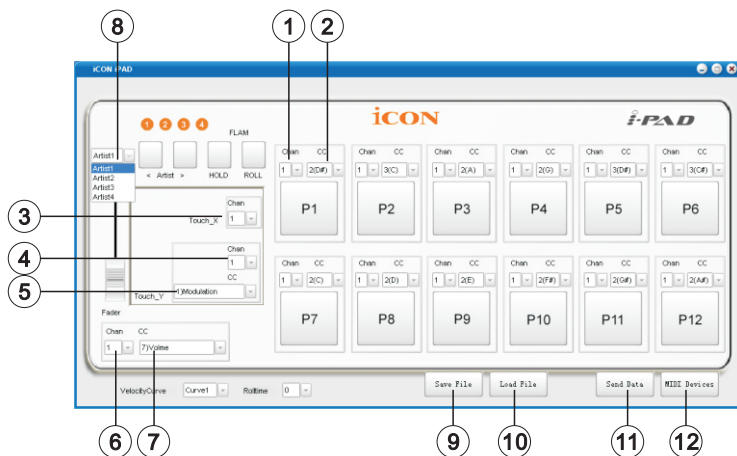 8 1 2
iCON iPAD
1 2 3 4
iCON
i-PAD
FLAM
Artist1
Artist1
Artist2
Artist3
Artist4
< Artist > HOLD ROLL
Chan CC Chan CC Chan CC Chan CC Chan CC Chan CC
1 2(D#) 1 3(C) 1 2(A) 1 2(G) 1 3(D#) 1 3(C#)
P1 P2 P3 P4 P5 P6
3
Chan
Touch_X 1
4
Chan
1
CC
5
Touch_Y 1)Modulation
Chan CC Chan CC Chan CC Chan CC Chan CC Chan CC
1 2(C) 1 2(D) 1 2(E) 1 2(F#) 1 2(G#) 1 2(A#)
P7 P8 P9 P10 P11 P12
Fader
Chan CC
1 7)Volme
VelocityCurve Curve1 Rolltime 0
Save File Load File Send Data MIDI Devices
6 7 9 10 11 12